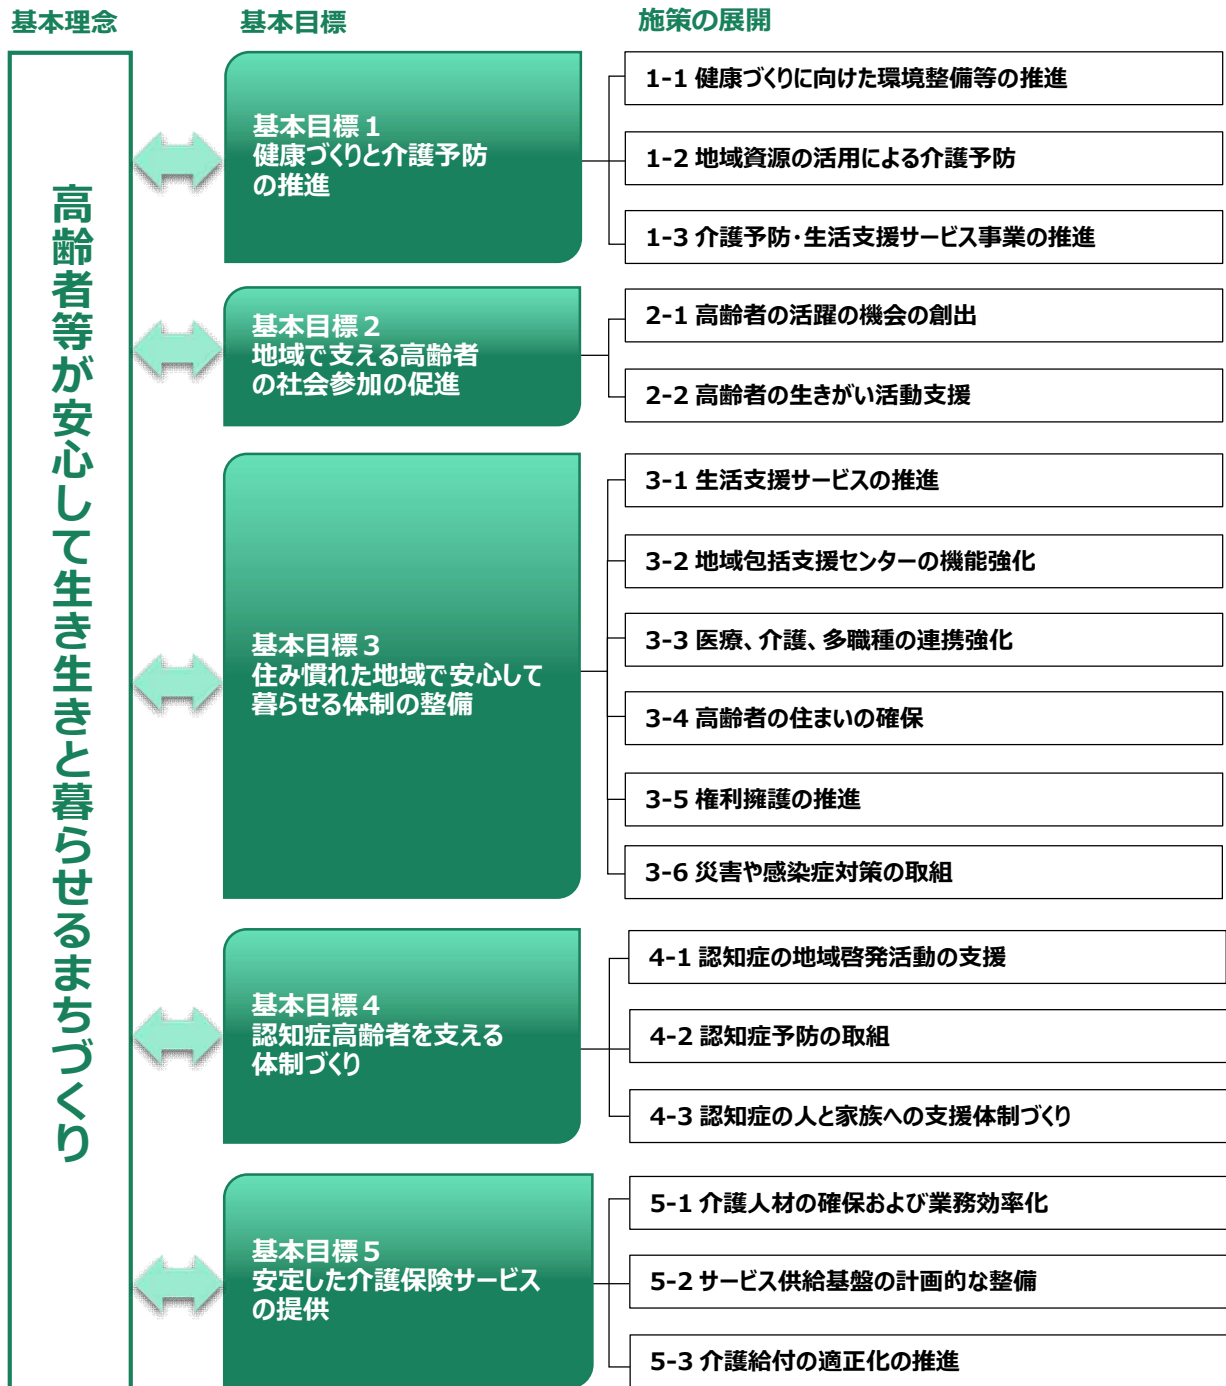 基本理念
基本目標
施策の展開
高齢者等が安心して生き生きと暮らせるまちづくり
基本目標１
健康づくりと介護予防
の推進
1-1 健康づくりに向けた環境整備等の推進
1-2 地域資源の活用による介護予防
1-3 介護予防・生活支援サービス事業の推進
基本目標２
地域で支える高齢者
の社会参加の促進
2-1 高齢者の活躍の機会の創出
2-2 高齢者の生きがい活動支援
基本目標３
住み慣れた地域で安心して
暮らせる体制の整備
3-1 生活支援サービスの推進
3-2 地域包括支援センターの機能強化
3-3 医療、介護、多職種の連携強化
3-4 高齢者の住まいの確保
3-5 権利擁護の推進
3-6 災害や感染症対策の取組
基本目標４
認知症高齢者を支える
体制づくり
4-1 認知症の地域啓発活動の支援
4-2 認知症予防の取組
4-3 認知症の人と家族への支援体制づくり
基本目標５
安定した介護保険サービス
の提供
5-1 介護人材の確保および業務効率化
5-2 サービス供給基盤の計画的な整備
5-3 介護給付の適正化の推進